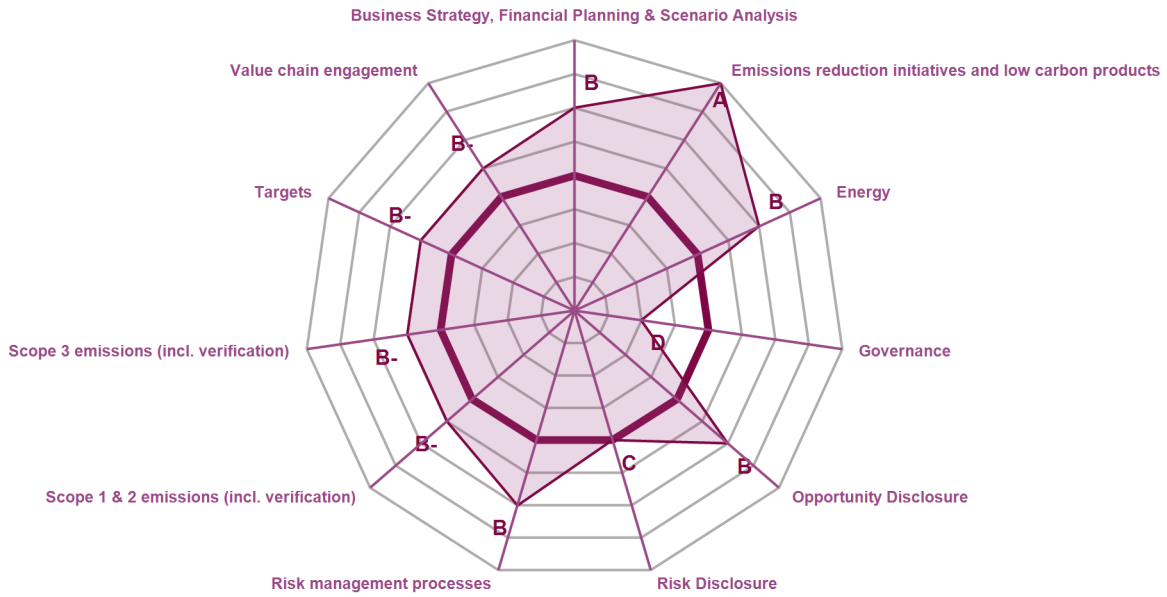 Business Strategy, Financial Planning & Scenario Analysis
Value chain engagement
Emissions reduction initiatives and low carbon products
B
A
B-
Targets
Energy
B
B-
D
Scope 3 emissions (incl. verification)
B-
Governance
B-
C
B
Scope 1 & 2 emissions (incl. verification)
Opportunity Disclosure
B
Risk management processes
Risk Disclosure